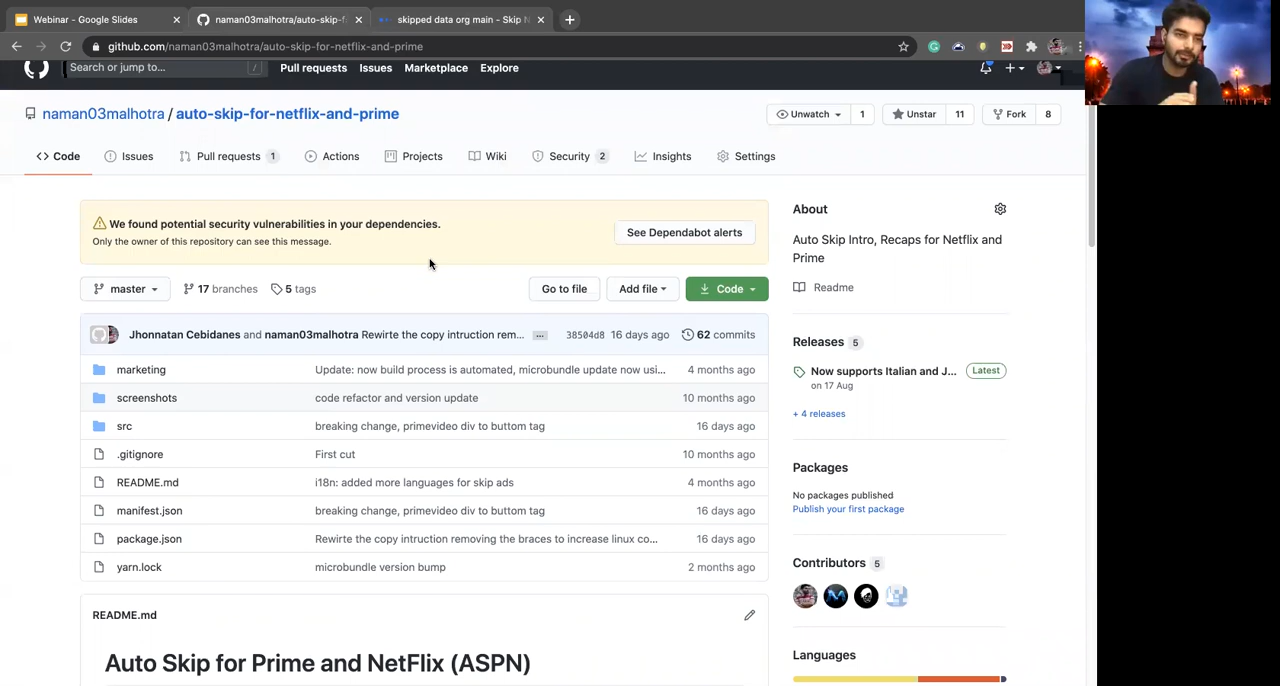 Webinar - Google Slides
naman03malhotra/auto-skip-f
skipped data org main - Skip N
github.com/naman03malhotra/auto-skip-for-netflix-and-prime
Search or jump to...
/
Pull requests
Issues
Marketplace
Explore
naman03malhotra / auto-skip-for-netflix-and-prime
Unwatch 1
Unstar 11
Fork 8
Code
Issues
Pull requests 1
Actions
Projects
Wiki
Security 2
Insights
Settings
We found potential security vulnerabilities in your dependencies.
Only the owner of this repository can see this message.
See Dependabot alerts
master
17 branches
5 tags
Go to file
Add file
Code
Jhonnatan Cebidanes and naman03malhotra Rewirte the copy intruction rem... ... 38504d8 16 days ago 62 commits
marketing Update: now build process is automated, microbundle update now usi... 4 months ago
screenshots code refactor and version update 10 months ago
src breaking change, primevideo div to buttom tag 16 days ago
.gitignore First cut 10 months ago
README.md i18n: added more languages for skip ads 4 months ago
manifest.json breaking change, primevideo div to buttom tag 16 days ago
package.json Rewirte the copy intruction removing the braces to increase linux co... 16 days ago
yarn.lock microbundle version bump 2 months ago
README.md
Auto Skip for Prime and NetFlix (ASPN)
About
Auto Skip Intro, Recaps for Netflix and
Prime
Readme
Releases 5
Now supports Italian and J... Latest
on 17 Aug
+ 4 releases
Packages
No packages published
Publish your first package
Contributors 5
Languages